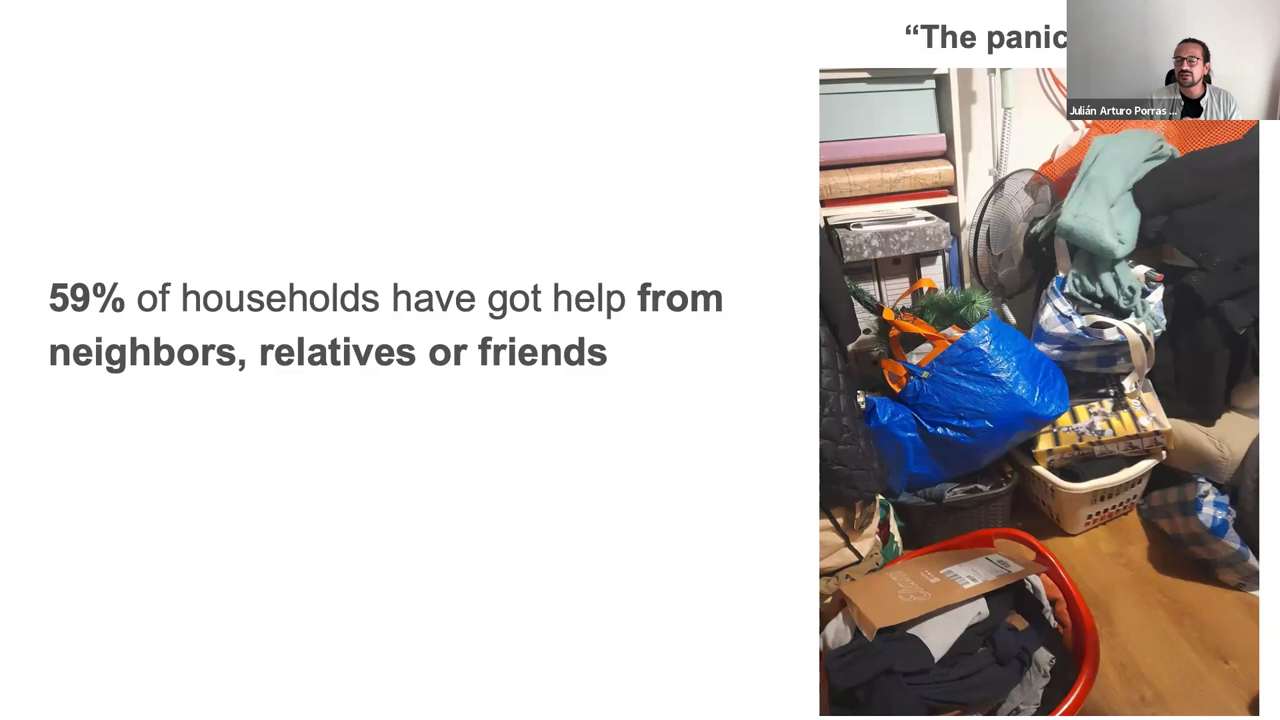 “The panic
Julián Arturo Porras ...
59% of households have got help from
neighbors, relatives or friends